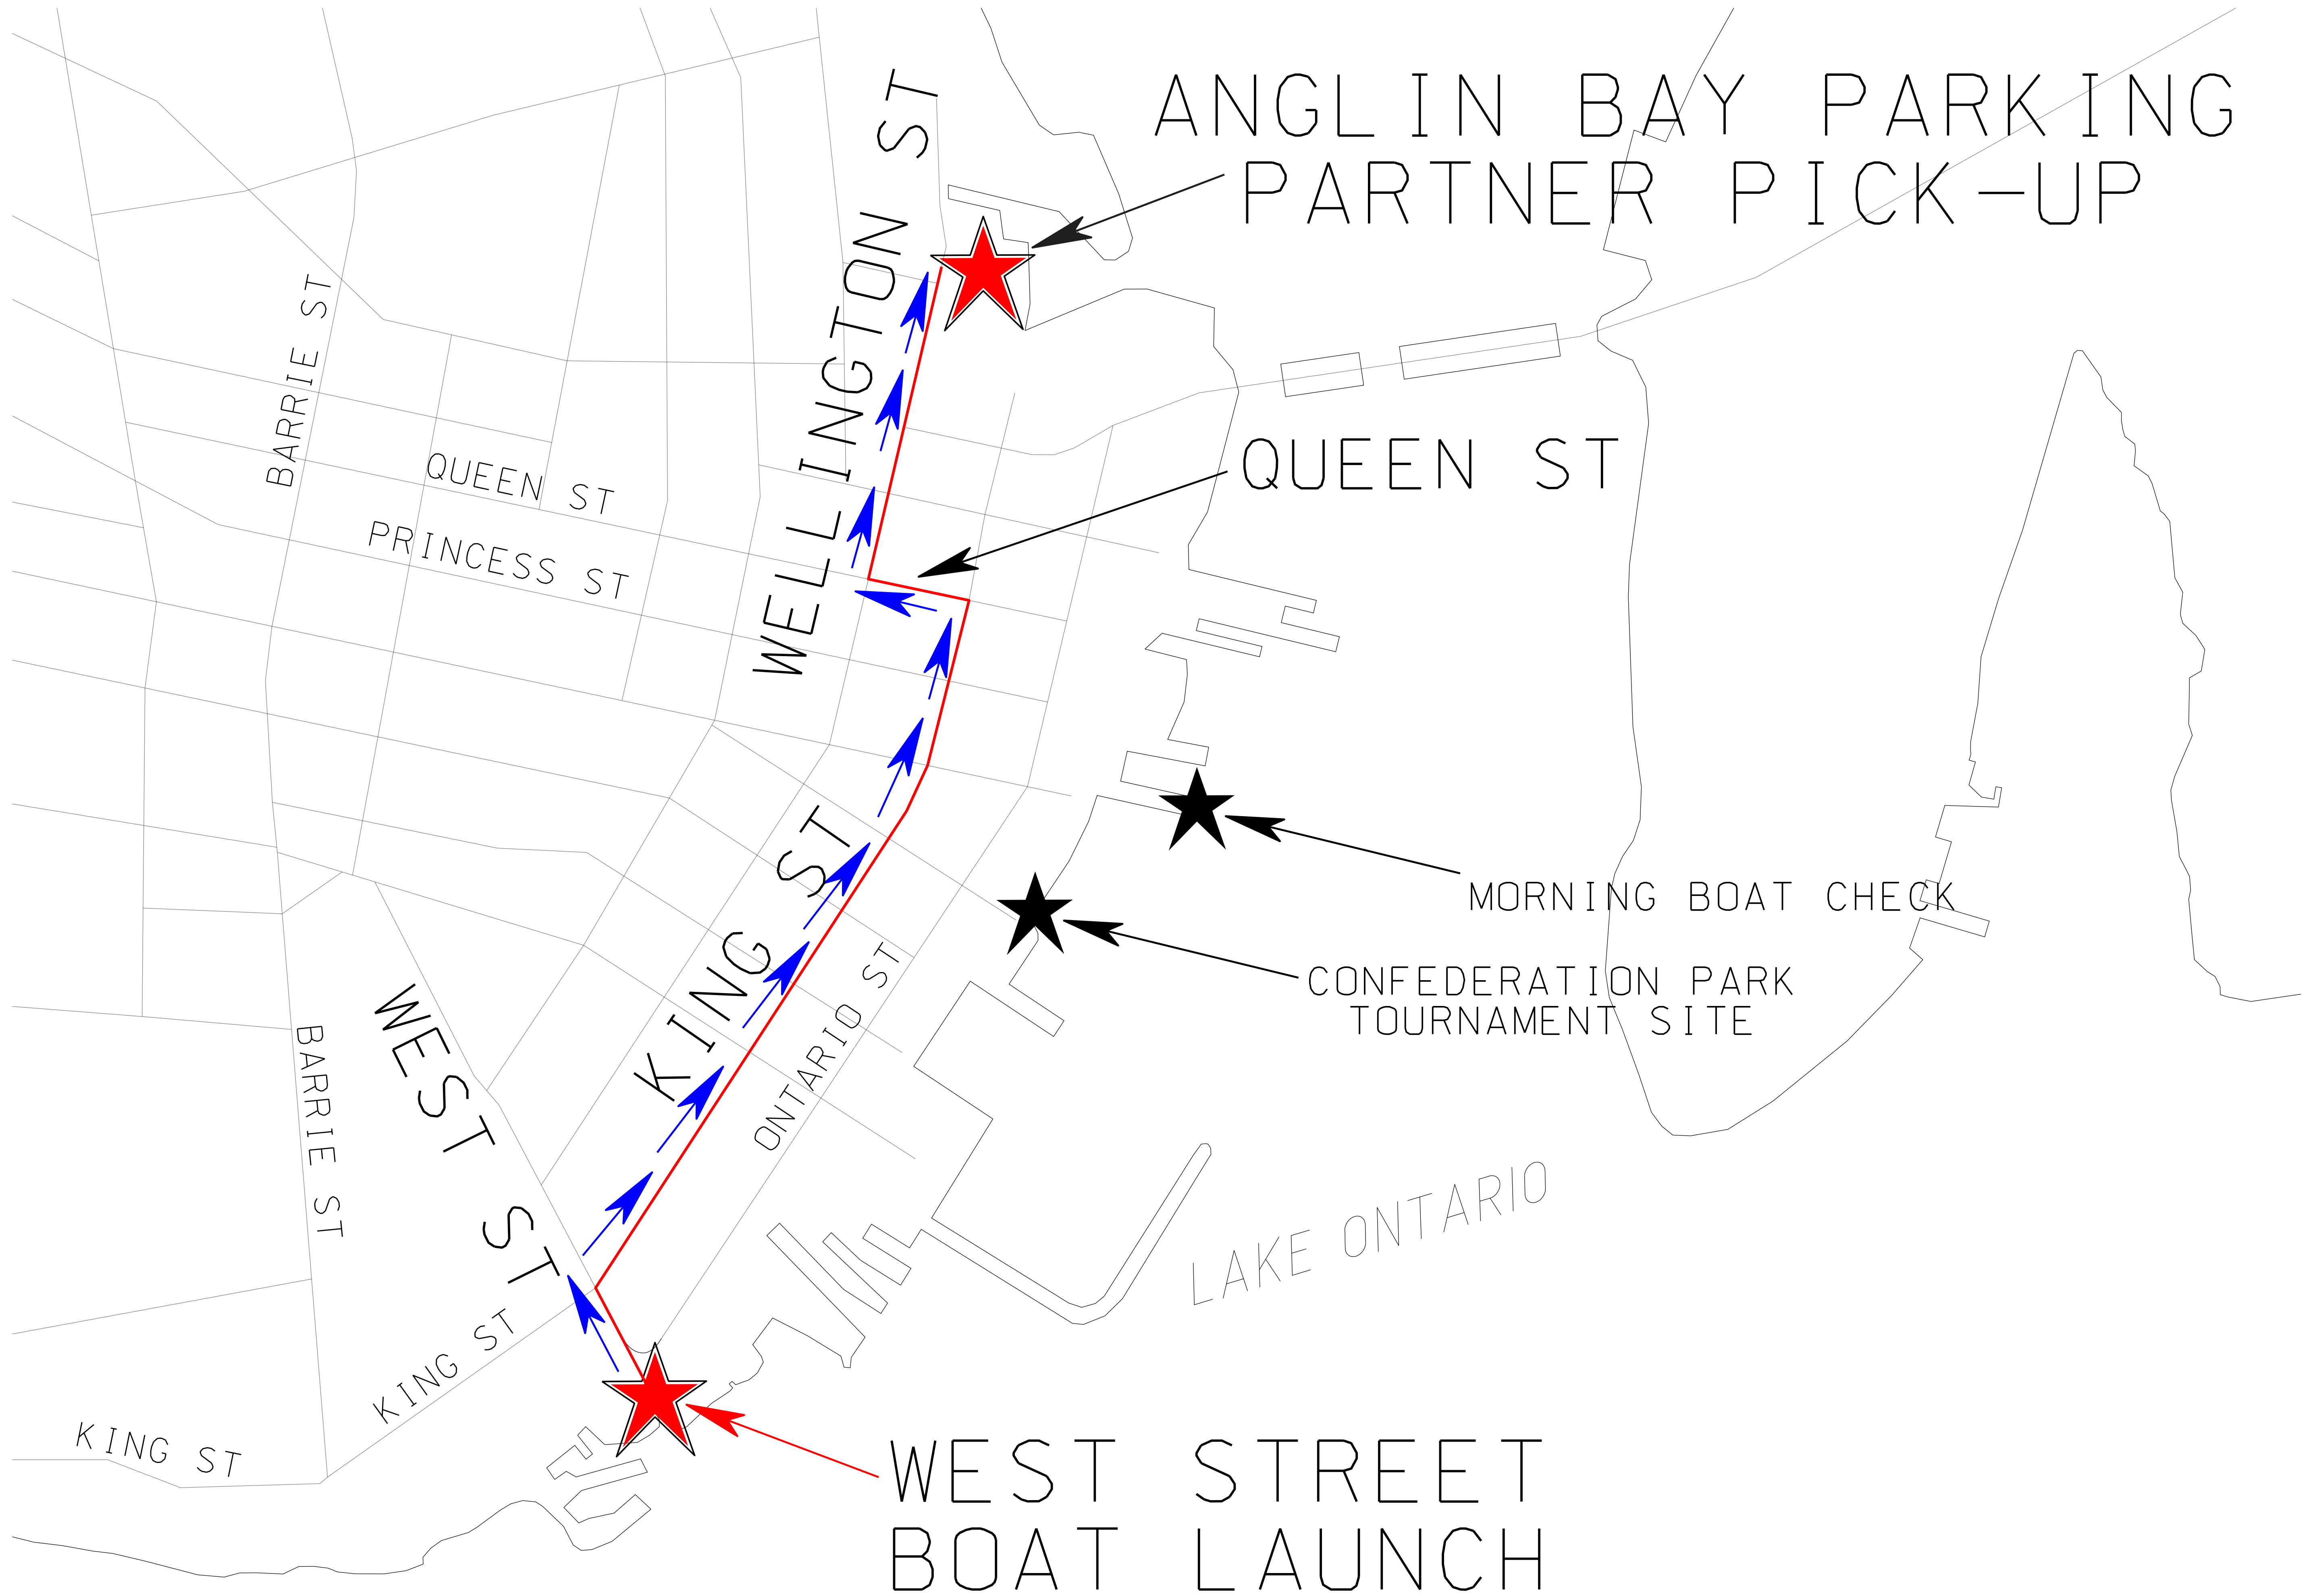 ANGLIN BAY PARKING
PARTNER PICK-UP
WELLINGTON ST
BARRIE ST
QUEEN ST
QUEEN ST
PRINCESS ST
MORNING BOAT CHECK
KING ST
CONFEDERATION PARK
TOURNAMENT SITE
ONTARIO ST
WEST ST
BARRIE ST
LAKE ONTARIO
KING ST
KING ST
WEST STREET
BOAT LAUNCH